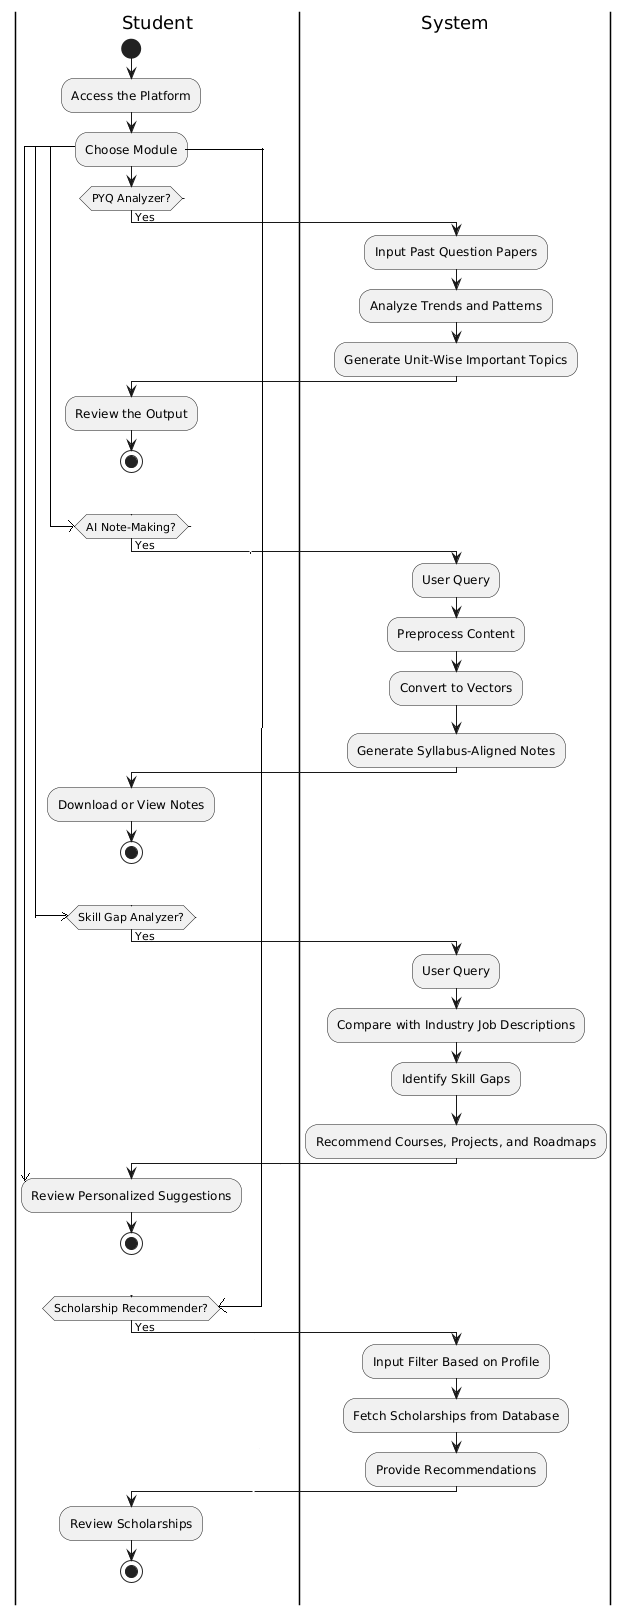 Student
System
Access the Platform
Choose Module
PYQ Analyzer?
Yes
Input Past Question Papers
Analyze Trends and Patterns
Generate Unit-Wise Important Topics
Review the Output
AI Note-Making?
Yes
User Query
Preprocess Content
Convert to Vectors
Generate Syllabus-Aligned Notes
Download or View Notes
Skill Gap Analyzer?
Yes
User Query
Compare with Industry Job Descriptions
Identify Skill Gaps
Recommend Courses, Projects, and Roadmaps
Review Personalized Suggestions
Scholarship Recommender?
Yes
Input Filter Based on Profile
Fetch Scholarships from Database
Provide Recommendations
Review Scholarships